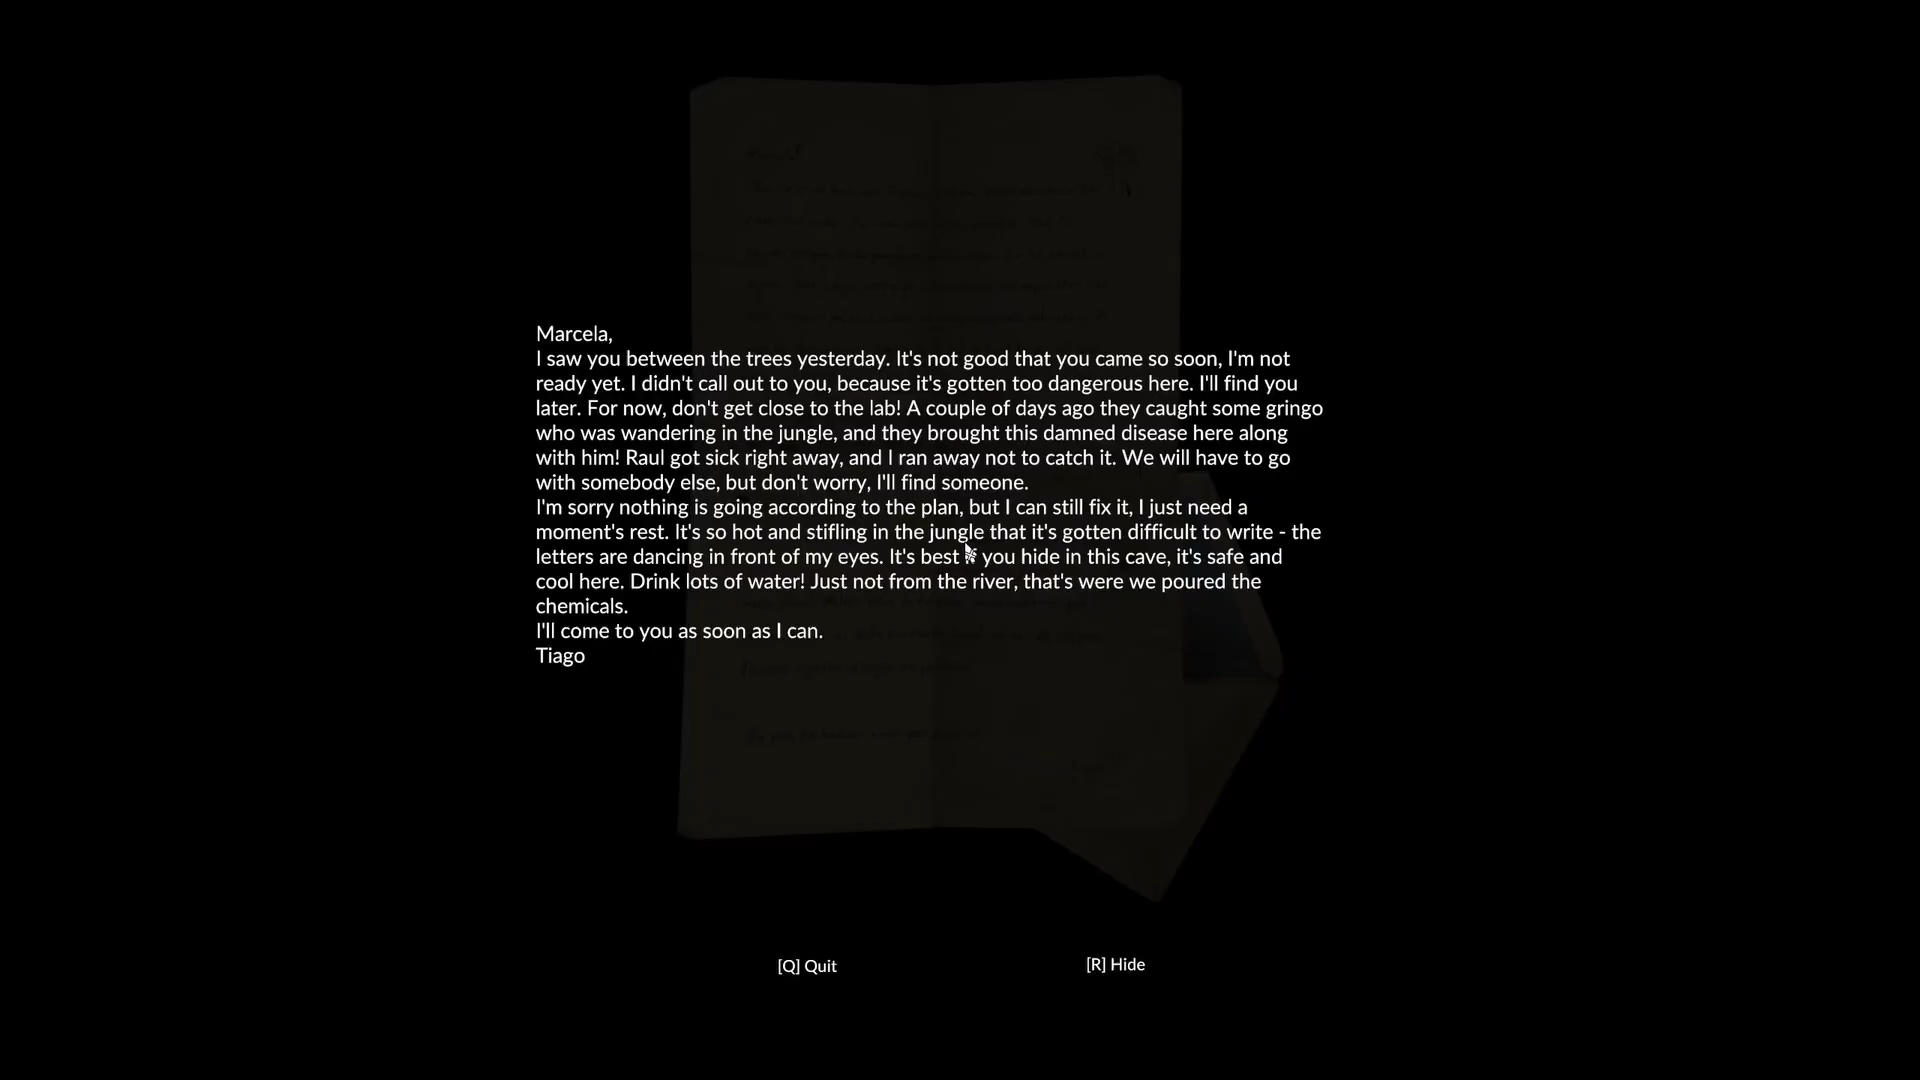 Marcela,
I saw you between the trees yesterday. It's not good that you came so soon, I'm not
ready yet. I didn't call out to you, because it's gotten too dangerous here. I'll find you
later. For now, don't get close to the lab! A couple of days ago they caught some gringo
who was wandering in the jungle, and they brought this damned disease here along
with him! Raul got sick right away, and I ran away not to catch it. We will have to go
with somebody else, but don't worry, I'll find someone.
I'm sorry nothing is going according to the plan, but I can still fix it, I just need a
moment's rest. It's so hot and stifling in the jungle that it's gotten difficult to write - the
letters are dancing in front of my eyes. It's best if you hide in this cave, it's safe and
cool here. Drink lots of water! Just not from the river, that's were we poured the
chemicals.
I'll come to you as soon as I can.
Tiago
[Q] Quit
[R] Hide